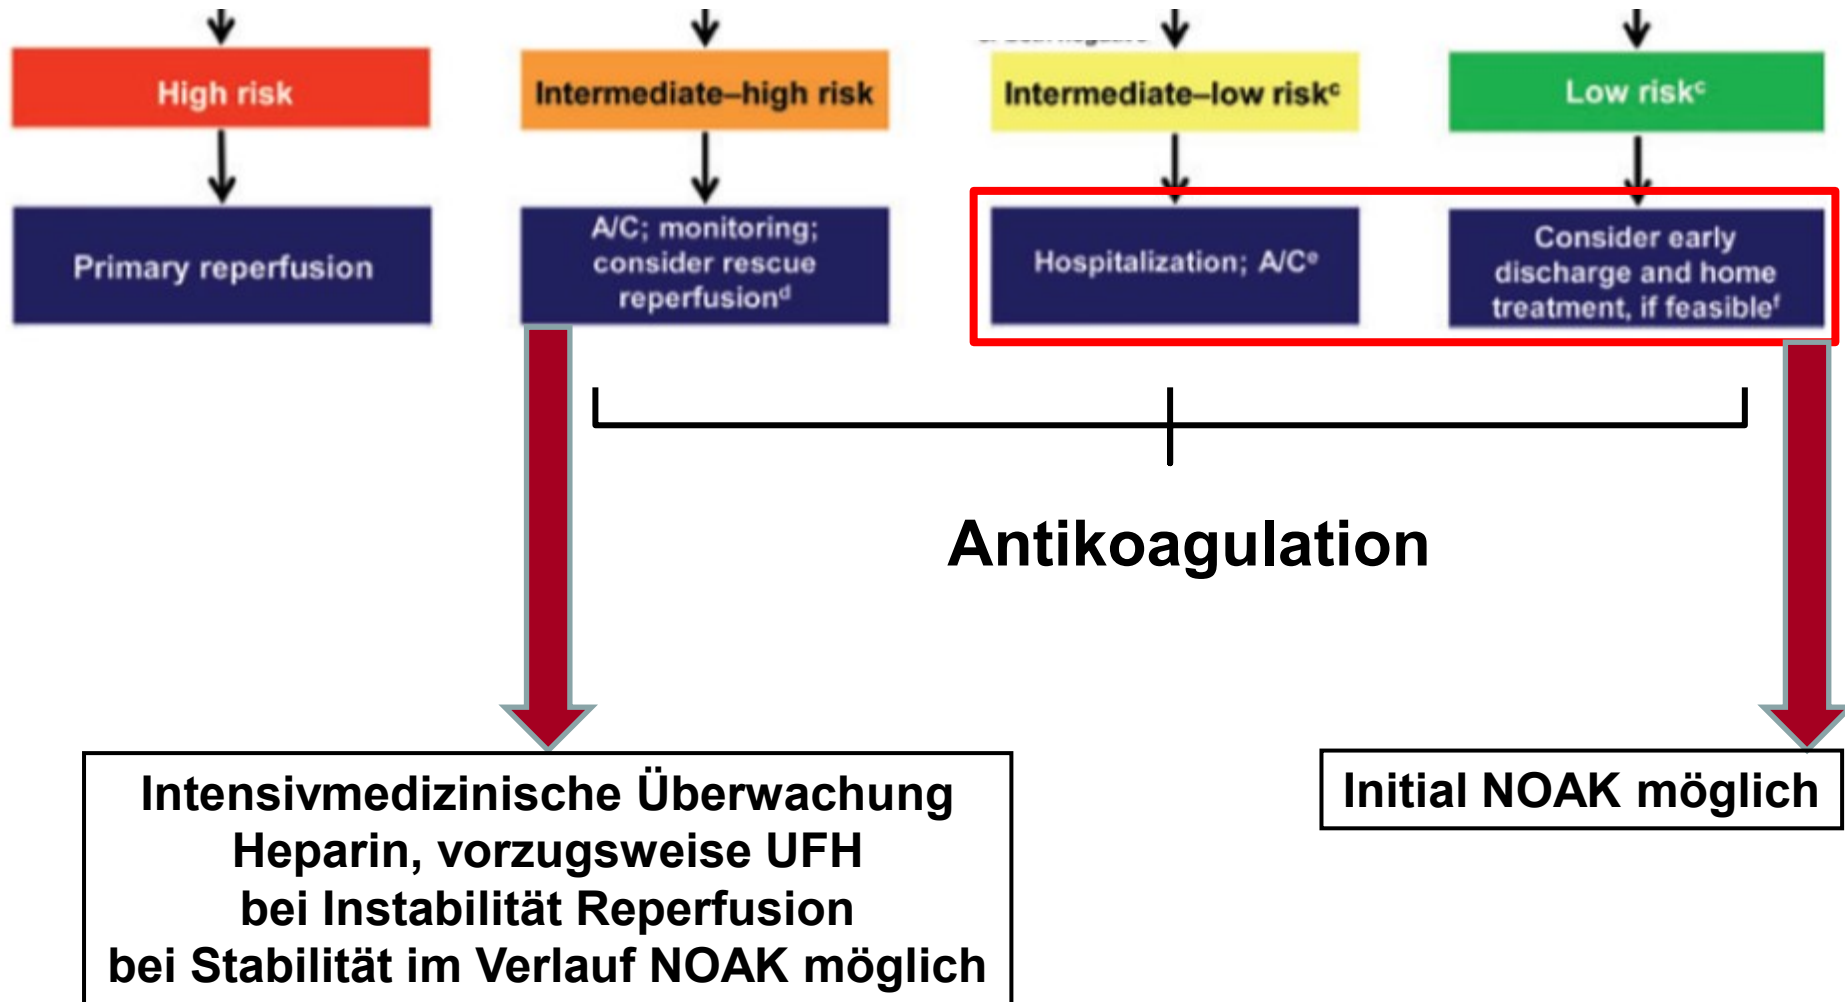 High risk
Intermediate–high risk
Intermediate–low riskᶜ
Low riskᶜ
Primary reperfusion
A/C; monitoring;
consider rescue
reperfusionᵈ
Hospitalization; A/Cᵉ
Consider early
discharge and home
treatment, if feasibleᶠ
Antikoagulation
Intensivmedizinische Überwachung
Heparin, vorzugsweise UFH
bei Instabilität Reperfusion
bei Stabilität im Verlauf NOAK möglich
Initial NOAK möglich